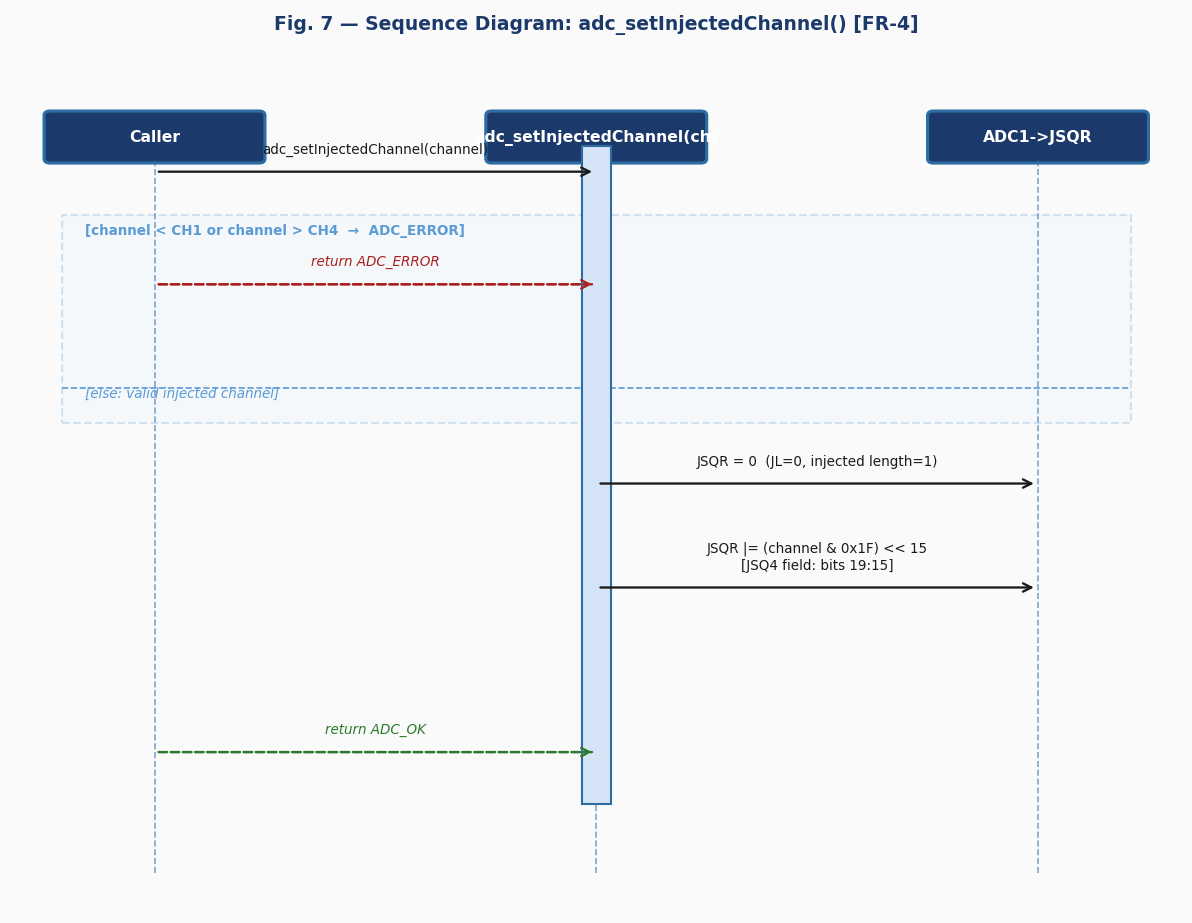 Fig. 7 — Sequence Diagram: adc_setInjectedChannel() [FR-4]
Caller
adc_setInjectedChannel(ch)
ADC1->JSQR
adc_setInjectedChannel(channel)
[channel < CH1 or channel > CH4 → ADC_ERROR]
return ADC_ERROR
[else: valid injected channel]
JSQR = 0 (JL=0, injected length=1)
JSQR |= (channel & 0x1F) << 15
[JSQ4 field: bits 19:15]
return ADC_OK